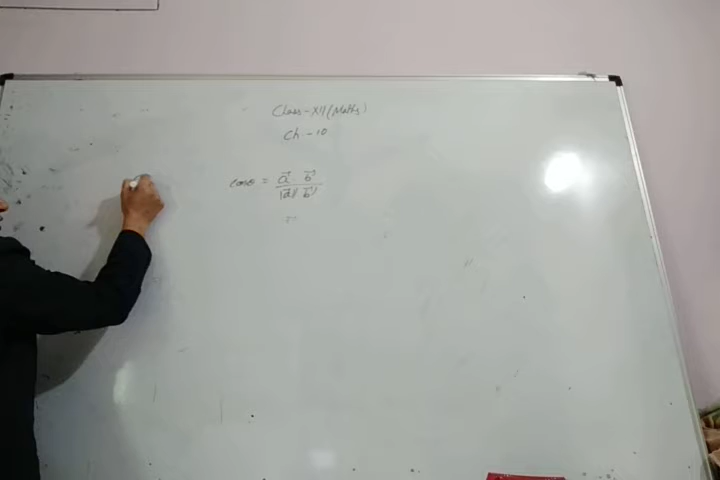 Class-XII (Maths)
Ch - 10
cosθ = a⃗ b⃗
|a⃗| |b⃗|
=